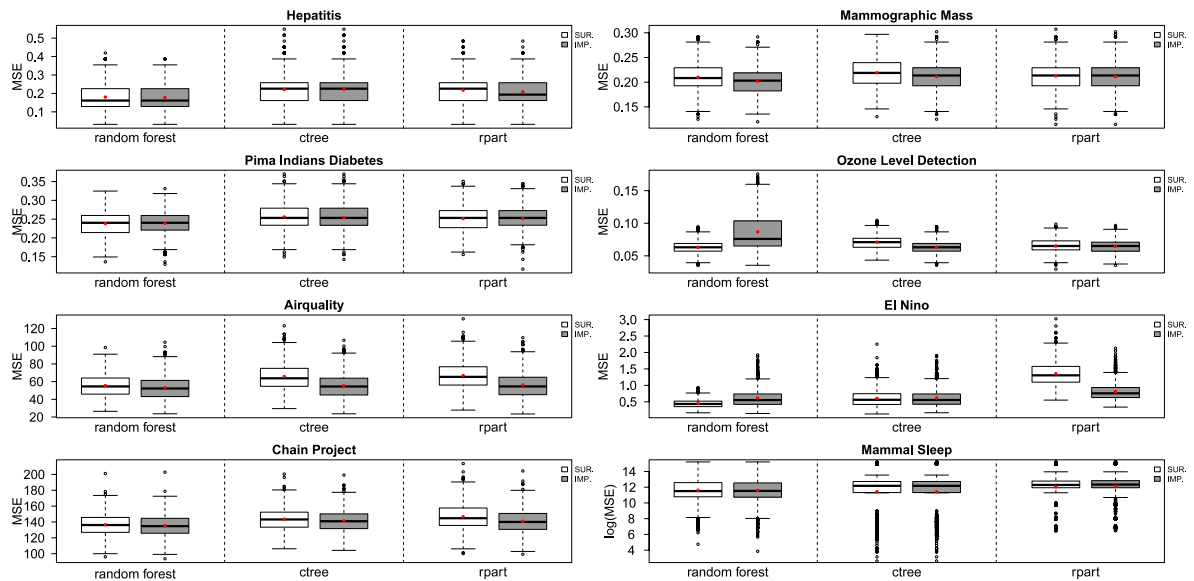 Hepatitis
MSE
0.5
0.4
0.3
0.2
0.1
SUR.
IMP.
random forest ctree rpart
Mammographic Mass
MSE
0.30
0.25
0.20
0.15
SUR.
IMP.
random forest ctree rpart
Pima Indians Diabetes
MSE
0.35
0.30
0.25
0.20
0.15
SUR.
IMP.
random forest ctree rpart
Ozone Level Detection
MSE
0.15
0.10
0.05
SUR.
IMP.
random forest ctree rpart
Airquality
MSE
120
100
80
60
40
20
SUR.
IMP.
random forest ctree rpart
El Nino
MSE
3.0
2.5
2.0
1.5
1.0
0.5
SUR.
IMP.
random forest ctree rpart
Chain Project
MSE
200
180
160
140
120
100
SUR.
IMP.
random forest ctree rpart
Mammal Sleep
log(MSE)
14
12
10
8
6
4
SUR.
IMP.
random forest ctree rpart